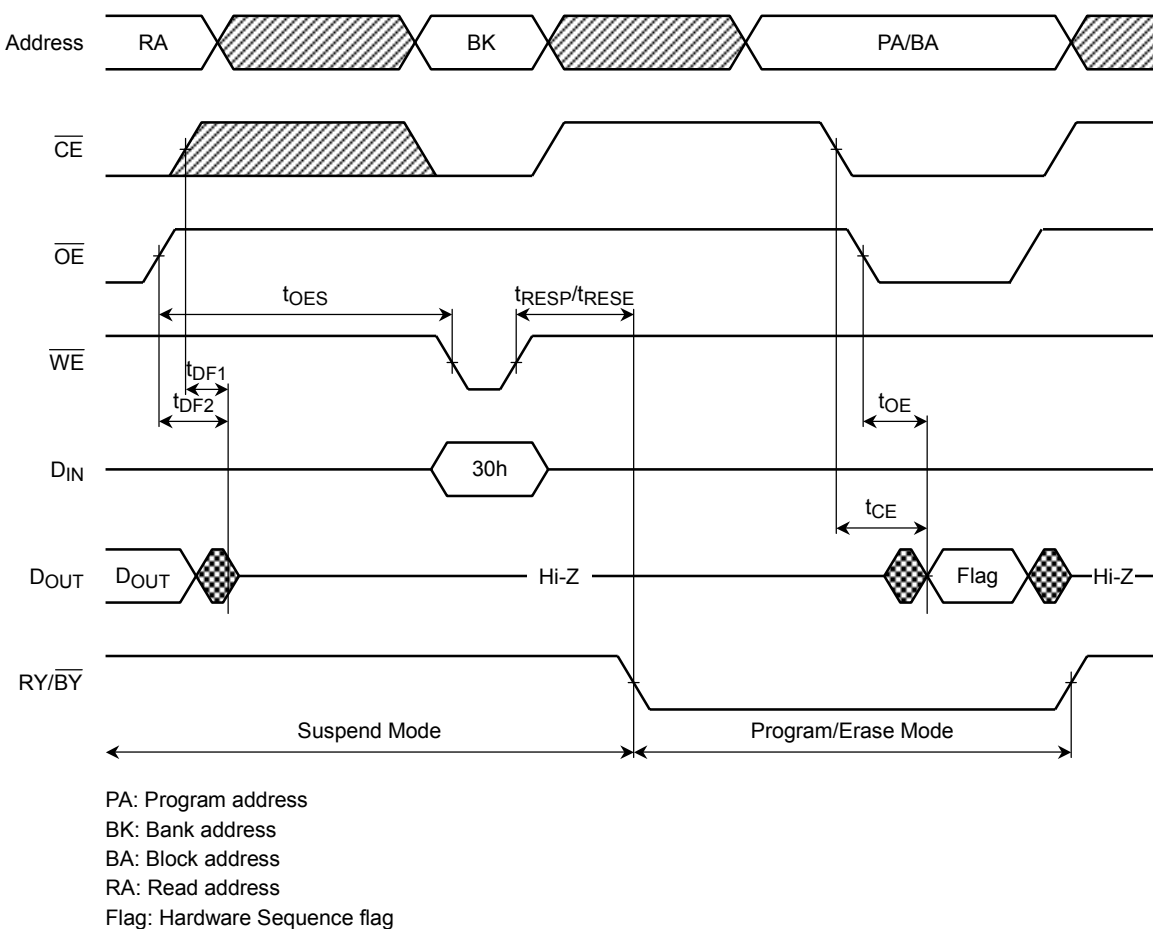 Address RA BK PA/BA
CE
OE
tOES tRESP/tRESE
WE
tDF1
tDF2 tOE
DIN 30h
tCE
DOUT DOUT Hi-Z Flag Hi-Z
RY/BY
Suspend Mode Program/Erase Mode
PA: Program address
BK: Bank address
BA: Block address
RA: Read address
Flag: Hardware Sequence flag